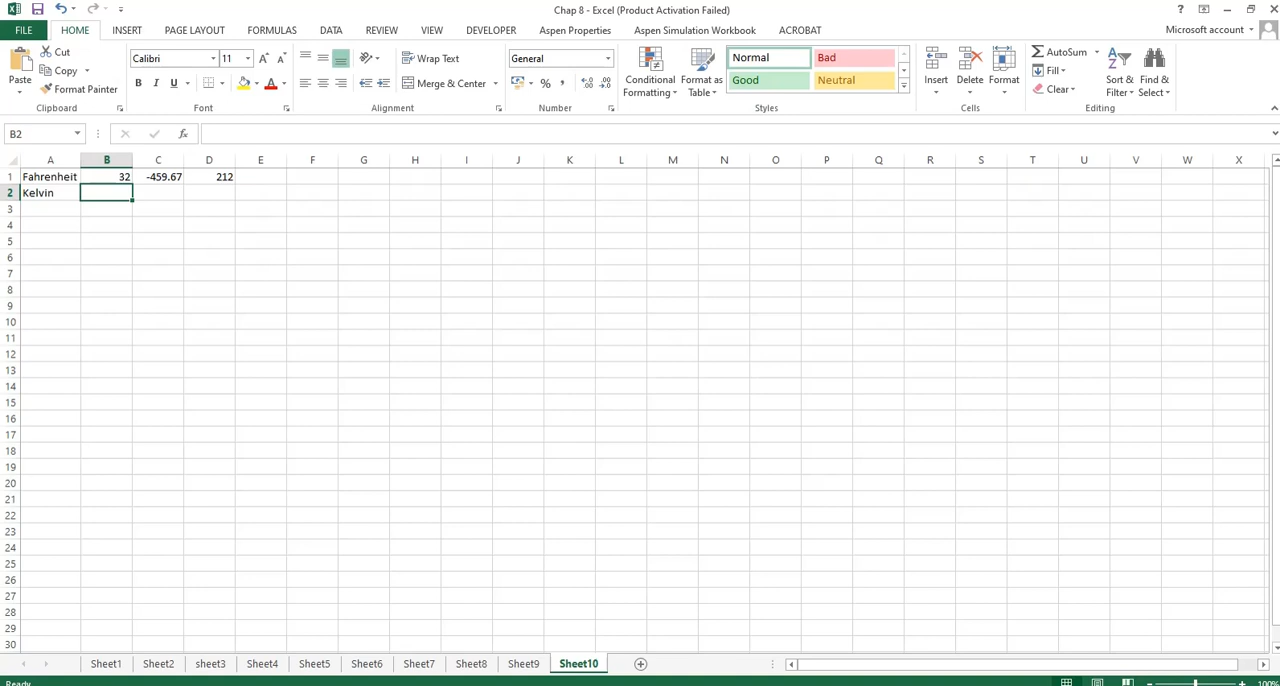 Chap 8 - Excel (Product Activation Failed)
FILE HOME INSERT PAGE LAYOUT FORMULAS DATA REVIEW VIEW DEVELOPER Aspen Properties Aspen Simulation Workbook ACROBAT Microsoft account
Paste
Cut
Copy
Format Painter
Clipboard
Calibri 11
B I U
Font
Wrap Text
Merge & Center
Alignment
General
%
Number
Conditional Formatting
Format as Table
Normal Bad
Good Neutral
Styles
Insert Delete Format
Cells
AutoSum
Fill
Clear
Sort & Filter
Find & Select
Editing
B2 fx
A B C D E F G H I J K L M N O P Q R S T U V W X
1 Fahrenheit 32 -459.67 212
2 Kelvin
3
4
5
6
7
8
9
10
11
12
13
14
15
16
17
18
19
20
21
22
23
24
25
26
27
28
29
30
Sheet1 Sheet2 sheet3 Sheet4 Sheet5 Sheet6 Sheet7 Sheet8 Sheet9 Sheet10
Ready 100%